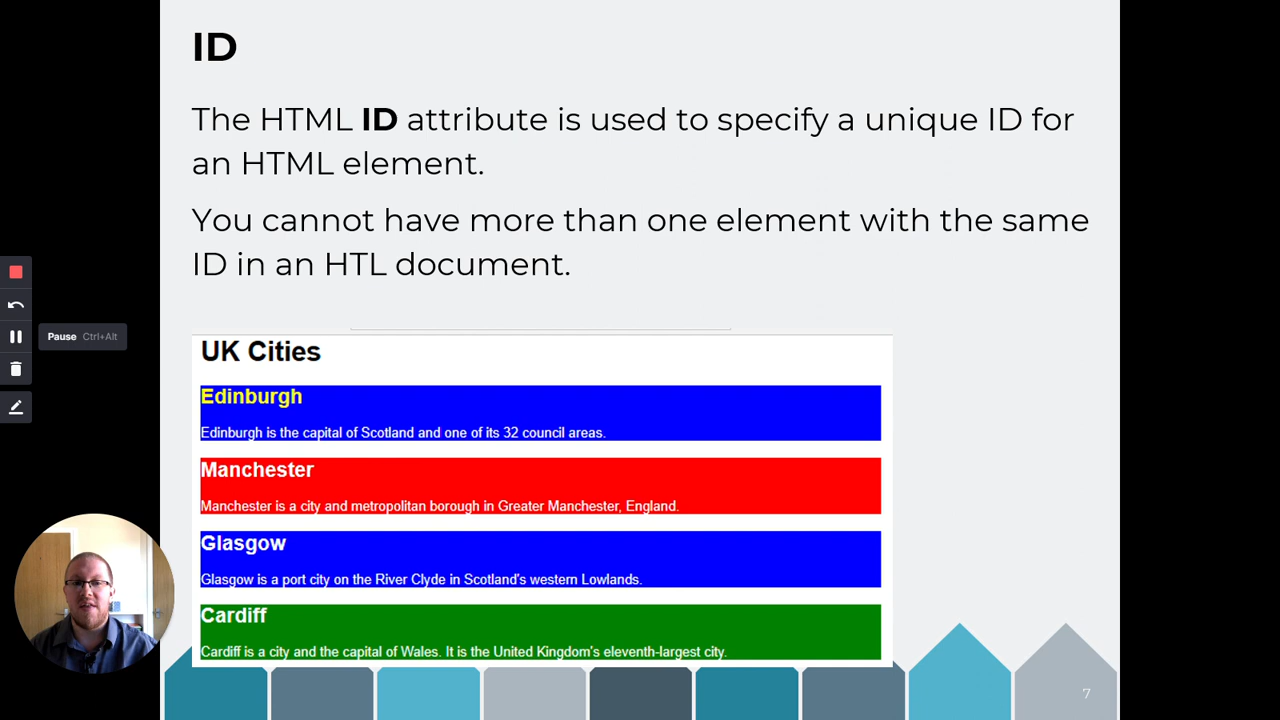 ID
The HTML ID attribute is used to specify a unique ID for
an HTML element.
You cannot have more than one element with the same
ID in an HTL document.
Pause Ctrl+Alt
UK Cities
Edinburgh
Edinburgh is the capital of Scotland and one of its 32 council areas.
Manchester
Manchester is a city and metropolitan borough in Greater Manchester, England.
Glasgow
Glasgow is a port city on the River Clyde in Scotland's western Lowlands.
Cardiff
Cardiff is a city and the capital of Wales. It is the United Kingdom's eleventh-largest city.
7